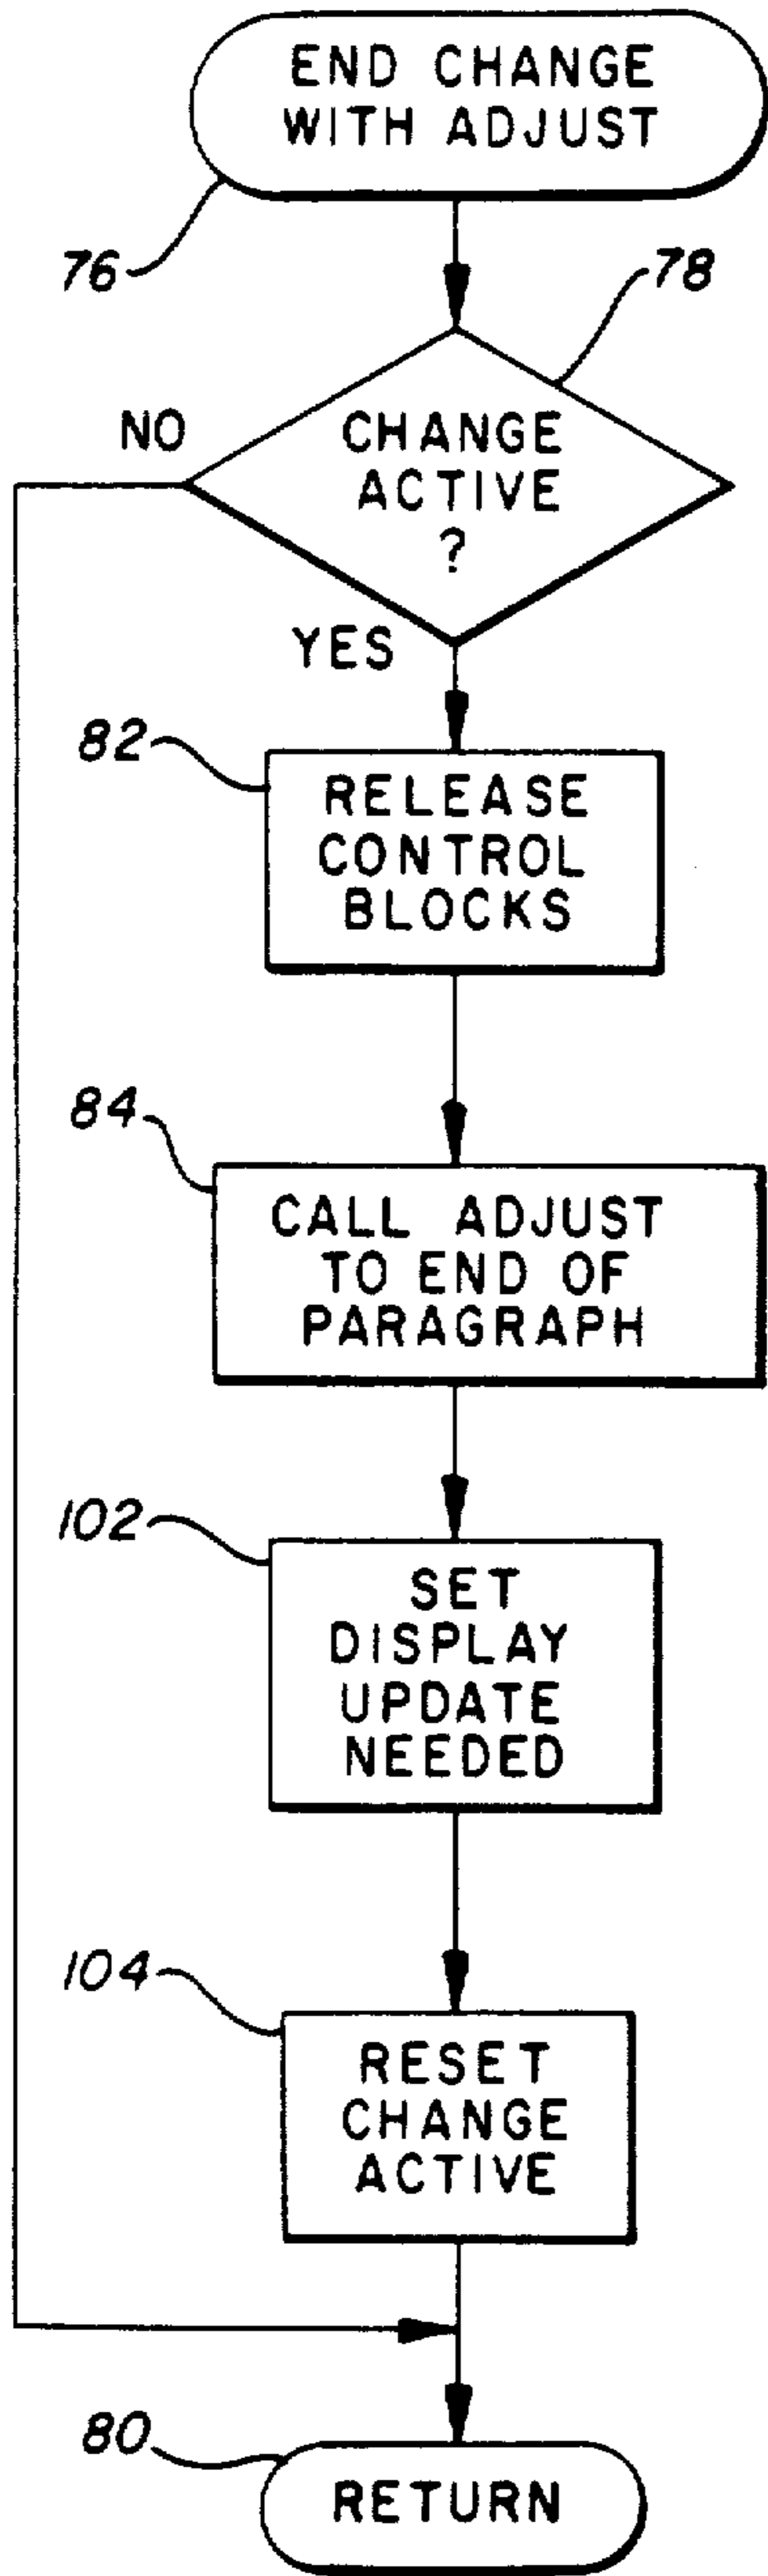 END CHANGE
WITH ADJUST
76
78
NO
CHANGE
ACTIVE
?
YES
82
RELEASE
CONTROL
BLOCKS
84
CALL ADJUST
TO END OF
PARAGRAPH
102
SET
DISPLAY
UPDATE
NEEDED
104
RESET
CHANGE
ACTIVE
80
RETURN